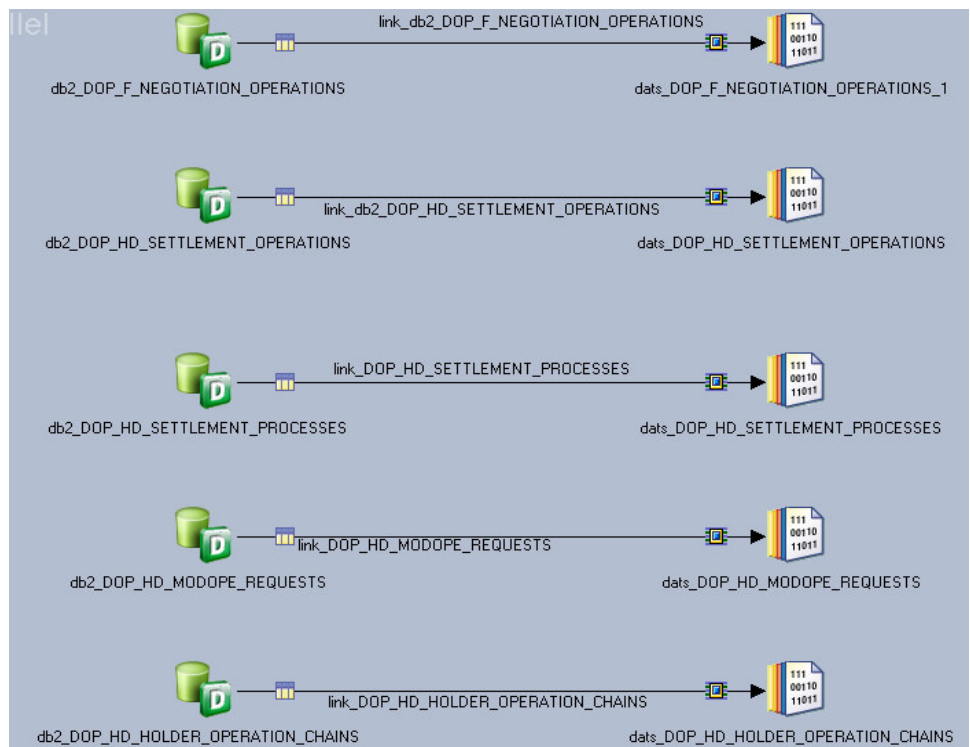 llel
link_db2_DOP_F_NEGOTIATION_OPERATIONS
111
00110
11011
D
db2_DOP_F_NEGOTIATION_OPERATIONS
dats_DOP_F_NEGOTIATION_OPERATIONS_1
111
00110
11011
D
link_db2_DOP_HD_SETTLEMENT_OPERATIONS
db2_DOP_HD_SETTLEMENT_OPERATIONS
dats_DOP_HD_SETTLEMENT_OPERATIONS
link_DOP_HD_SETTLEMENT_PROCESSES
111
00110
11011
D
db2_DOP_HD_SETTLEMENT_PROCESSES
dats_DOP_HD_SETTLEMENT_PROCESSES
111
00110
11011
D
link_DOP_HD_MODOPE_REQUESTS
db2_DOP_HD_MODOPE_REQUESTS
dats_DOP_HD_MODOPE_REQUESTS
111
00110
11011
D
link_DOP_HD_HOLDER_OPERATION_CHAINS
db2_DOP_HD_HOLDER_OPERATION_CHAINS
dats_DOP_HD_HOLDER_OPERATION_CHAINS